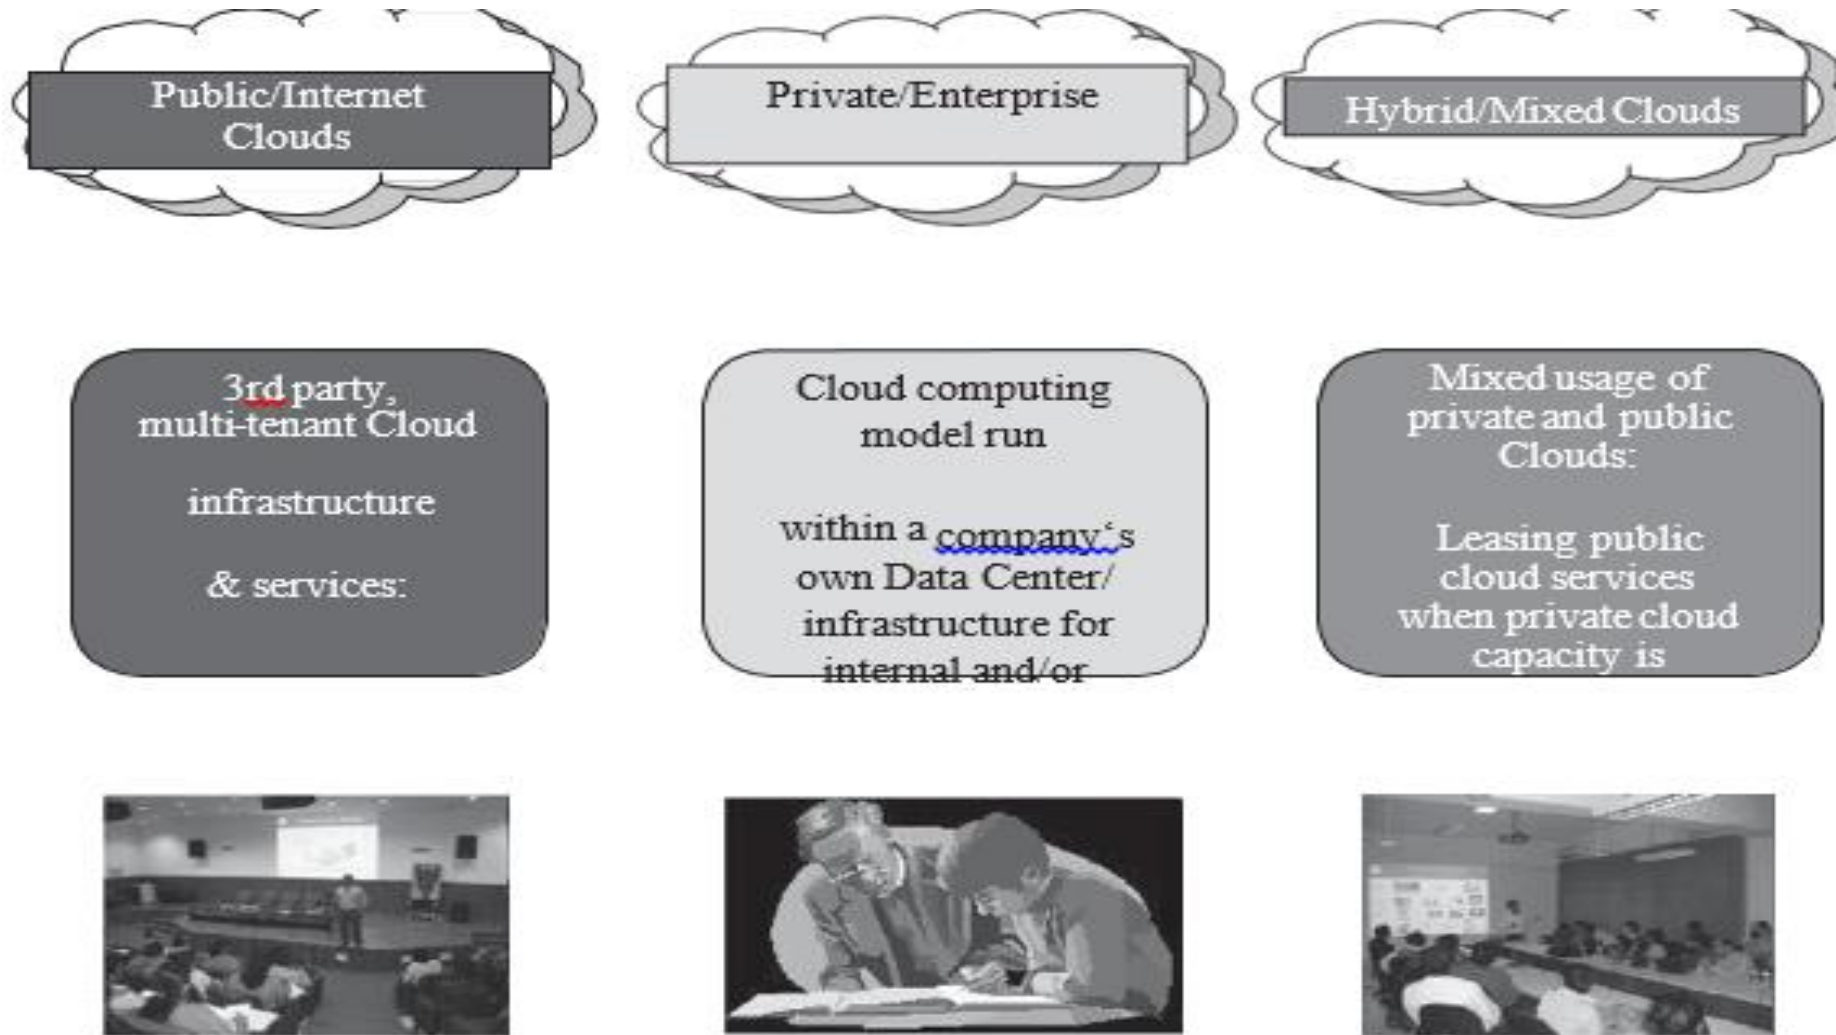 Public/Internet
Clouds
Private/Enterprise
Hybrid/Mixed Clouds
3rd party,
multi-tenant Cloud
infrastructure
& services:
Cloud computing
model run
within a company‘s
own Data Center/
infrastructure for
internal and/or
Mixed usage of
private and public
Clouds:
Leasing public
cloud services
when private cloud
capacity is